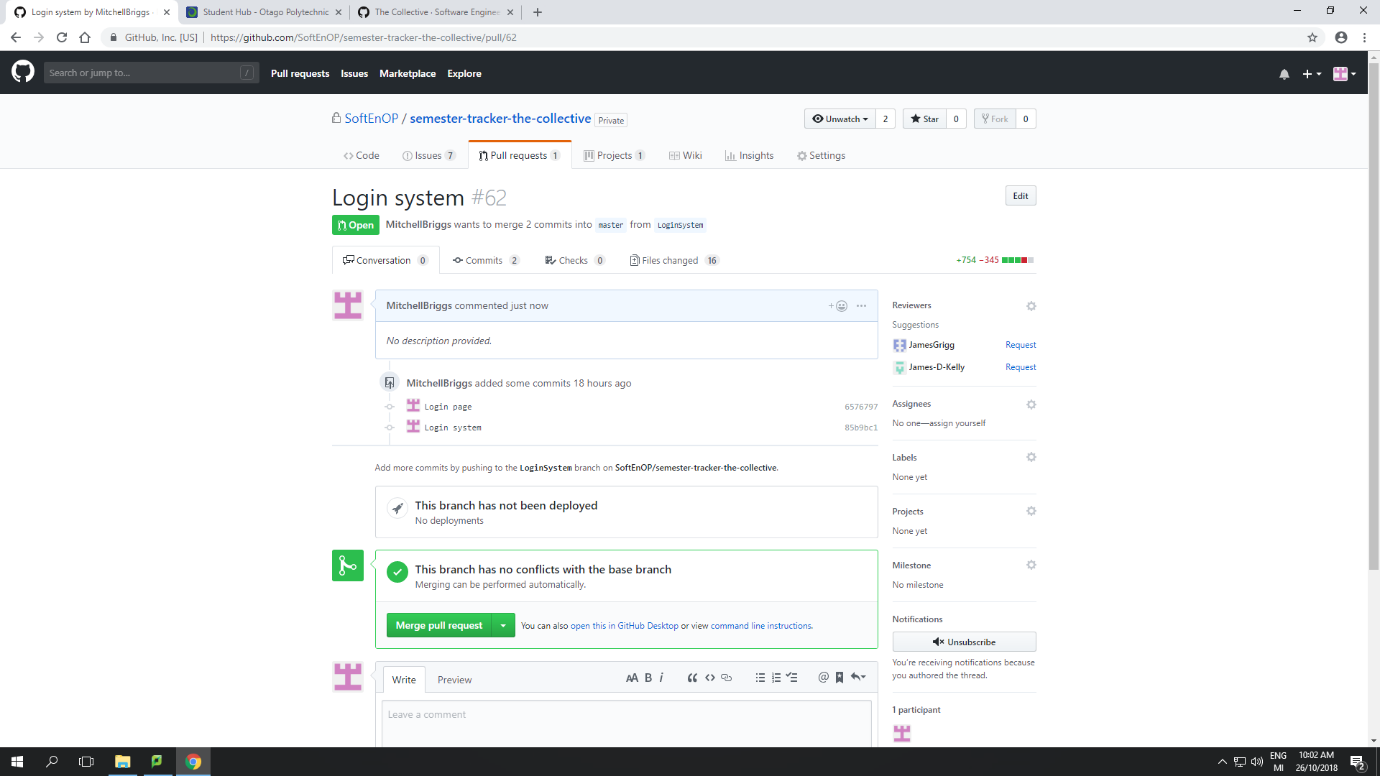 Login system by MitchellBriggs
Student Hub - Otago Polytechnic
The Collective · Software Engine
GitHub, Inc. [US] | https://github.com/SoftEnOP/semester-tracker-the-collective/pull/62
Search or jump to... /
Pull requests Issues Marketplace Explore
SoftEnOP / semester-tracker-the-collective Private
Unwatch 2 Star 0 Fork 0
Code Issues 7 Pull requests 1 Projects 1 Wiki Insights Settings
Login system #62
Edit
Open MitchellBriggs wants to merge 2 commits into master from LoginSystem
Conversation 0 Commits 2 Checks 0 Files changed 16 +754 −345
MitchellBriggs commented just now
No description provided.
MitchellBriggs added some commits 18 hours ago
Login page 6576797
Login system 85b9bc1
Add more commits by pushing to the LoginSystem branch on SoftEnOP/semester-tracker-the-collective.
This branch has not been deployed
No deployments
This branch has no conflicts with the base branch
Merging can be performed automatically.
Merge pull request You can also open this in GitHub Desktop or view command line instructions.
Write Preview
Leave a comment
Reviewers
Suggestions
JamesGrigg Request
James-D-Kelly Request
Assignees
No one—assign yourself
Labels
None yet
Projects
None yet
Milestone
No milestone
Notifications
Unsubscribe
You're receiving notifications because
you authored the thread.
1 participant
ENG
MI
10:02 AM
26/10/2018
2